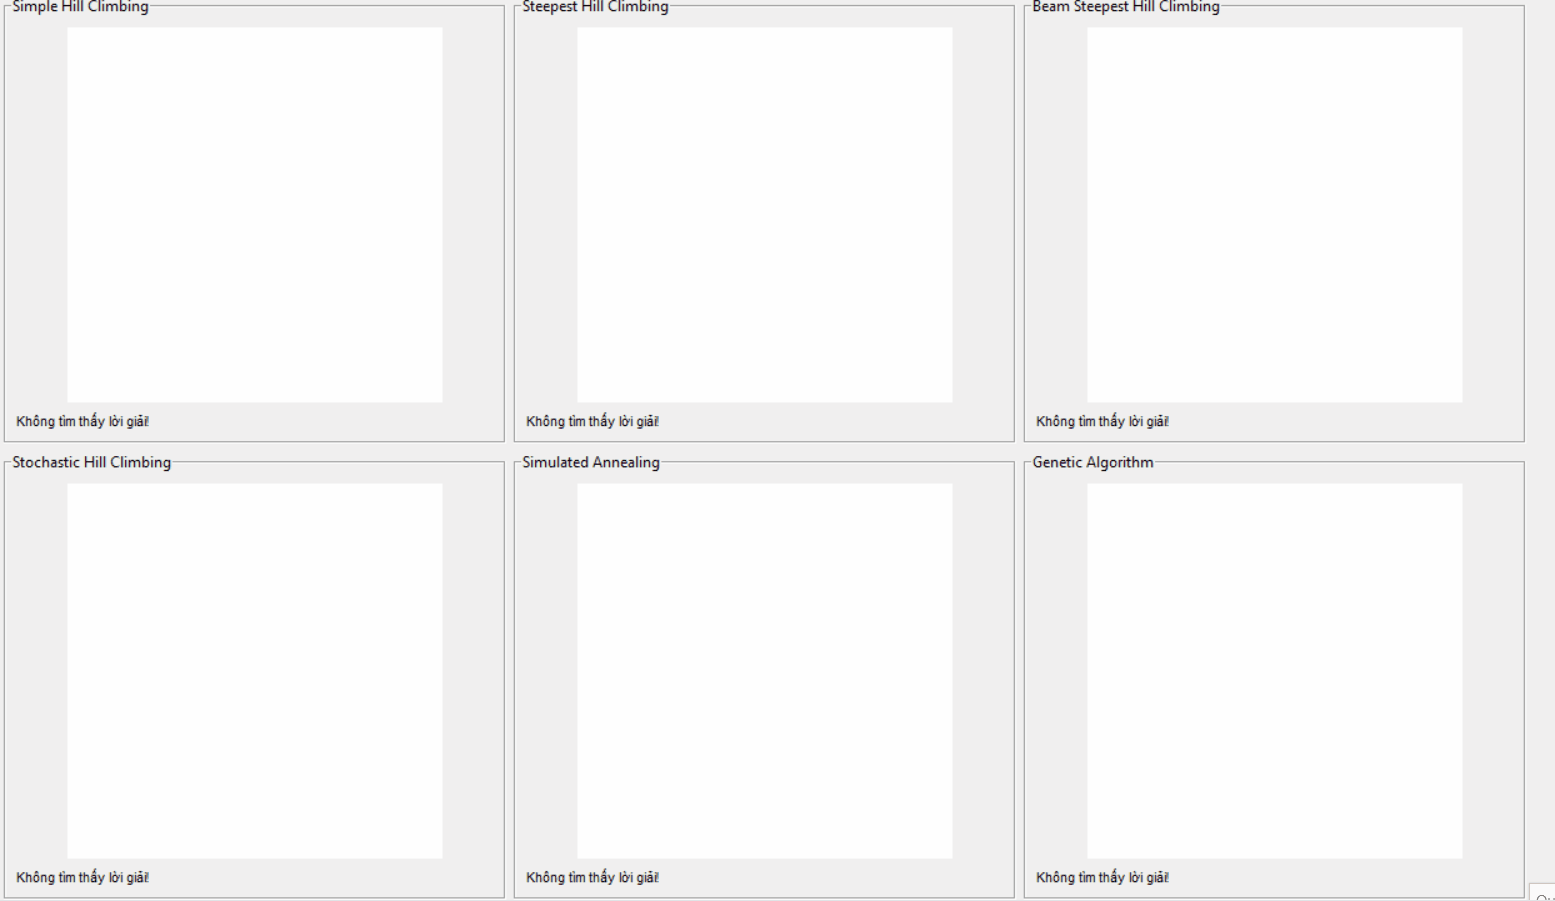 Simple Hill Climbing
Steepest Hill Climbing
Beam Steepest Hill Climbing
Không tìm thấy lời giải!
Không tìm thấy lời giải!
Không tìm thấy lời giải!
Stochastic Hill Climbing
Simulated Annealing
Genetic Algorithm
Không tìm thấy lời giải!
Không tìm thấy lời giải!
Không tìm thấy lời giải!